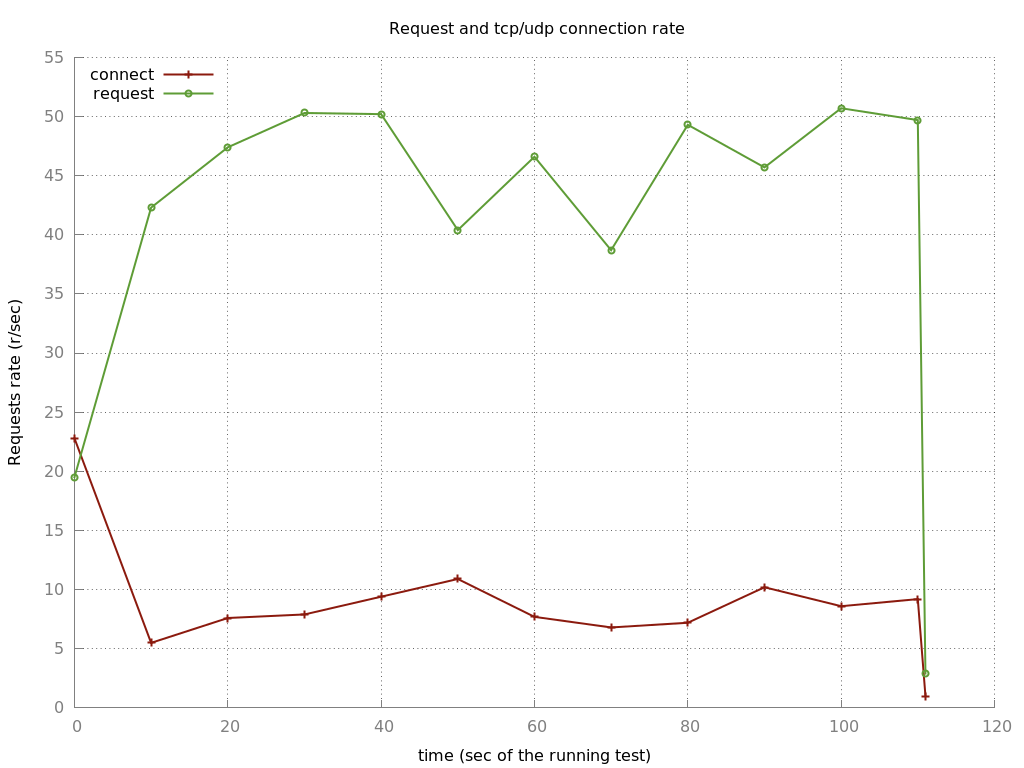 Request and tcp/udp connection rate
connect
request
55
50
45
40
35
30
25
20
15
10
5
0
Requests rate (r/sec)
0 20 40 60 80 100 120
time (sec of the running test)